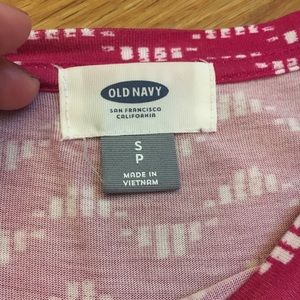 OLD NAVY
SAN FRANCISCO
CALIFORNIA
S
P
MADE IN
VIETNAM